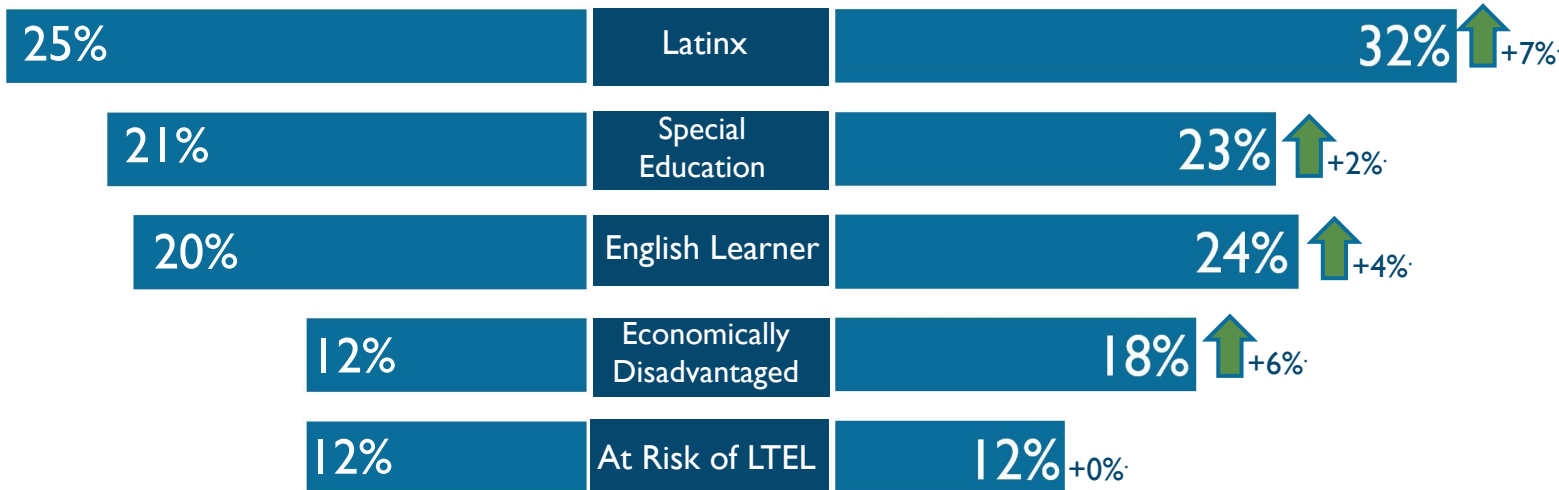 25% Latinx 32% +7%
21% Special Education 23% +2%
20% English Learner 24% +4%
12% Economically Disadvantaged 18% +6%
12% At Risk of LTEL 12% +0%